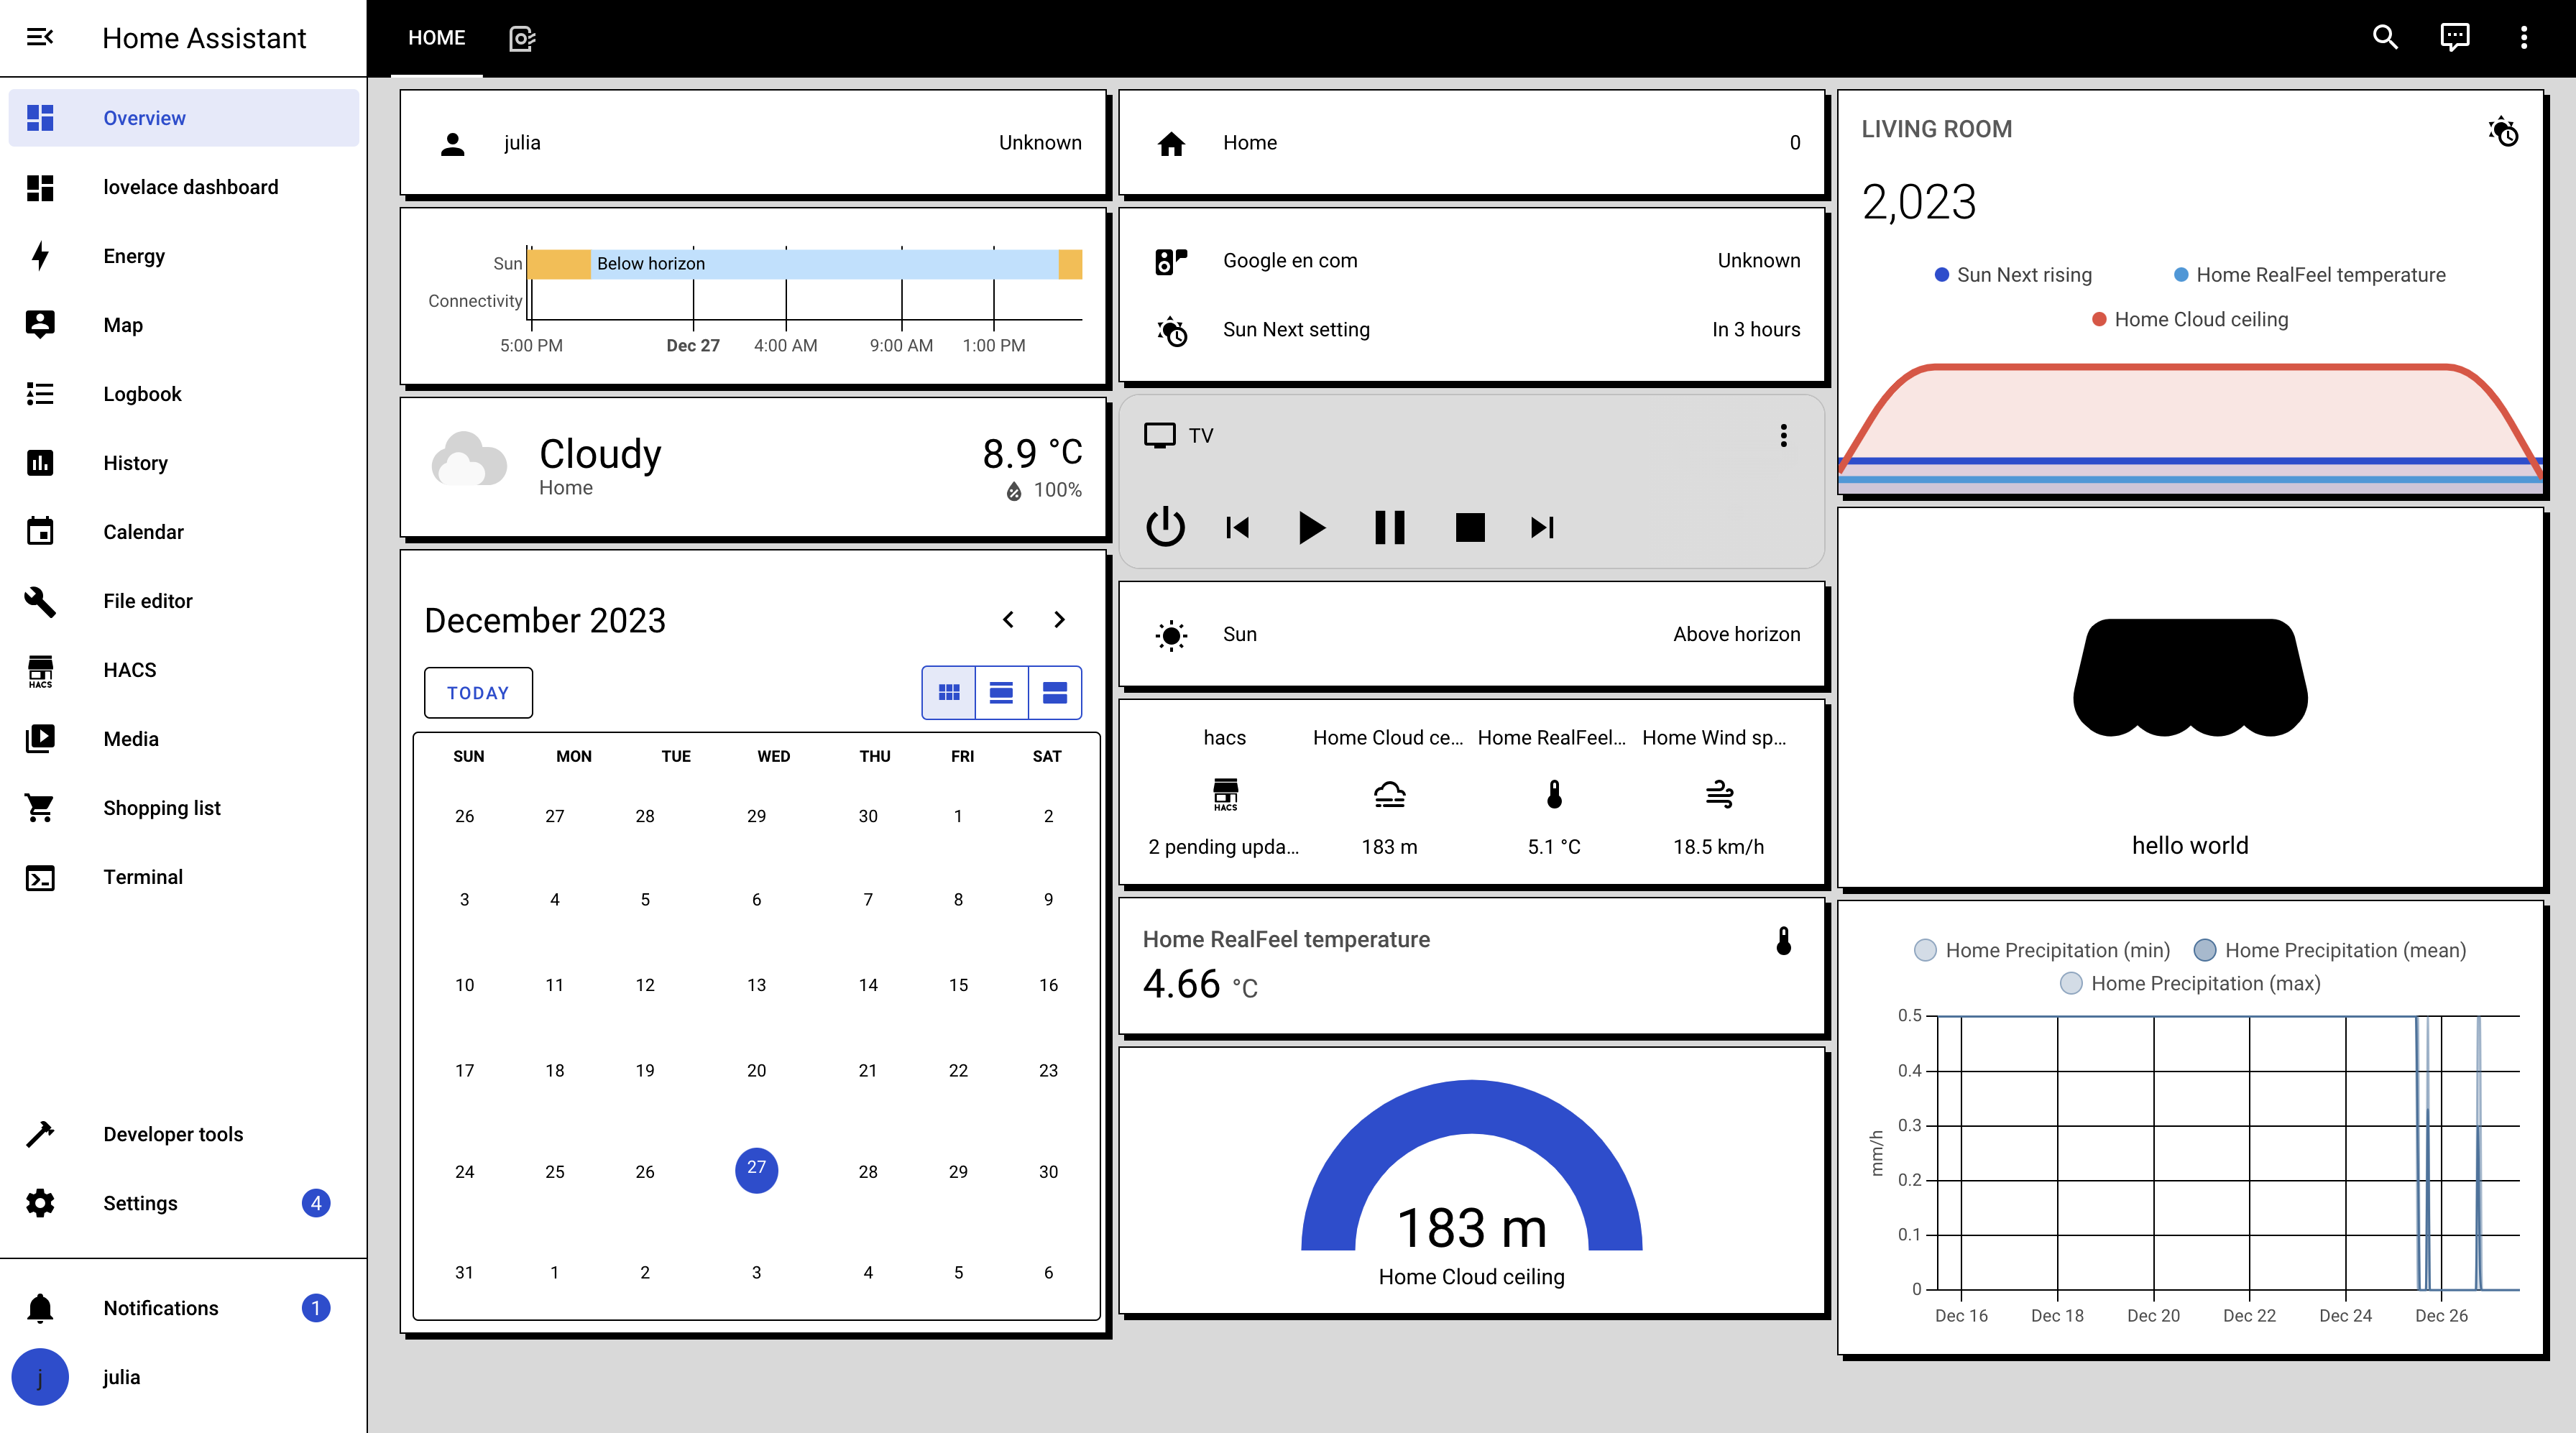 Home Assistant
Overview
lovelace dashboard
Energy
Map
Logbook
History
Calendar
File editor
HACS
HACS
Media
Shopping list
Terminal
Developer tools
Settings 4
Notifications 1
j julia
HOME
julia Unknown
Sun Below horizon
Connectivity
5:00 PM Dec 27 4:00 AM 9:00 AM 1:00 PM
Cloudy 8.9 °C
Home 100%
December 2023
TODAY
SUN MON TUE WED THU FRI SAT
26 27 28 29 30 1 2
3 4 5 6 7 8 9
10 11 12 13 14 15 16
17 18 19 20 21 22 23
24 25 26 27 28 29 30
31 1 2 3 4 5 6
Home 0
Google en com Unknown
Sun Next setting In 3 hours
TV
Sun Above horizon
hacs Home Cloud ce... Home RealFeel... Home Wind sp...
HACS
2 pending upda... 183 m 5.1 °C 18.5 km/h
Home RealFeel temperature
4.66 °C
183 m
Home Cloud ceiling
LIVING ROOM
2,023
Sun Next rising Home RealFeel temperature
Home Cloud ceiling
hello world
Home Precipitation (min) Home Precipitation (mean)
Home Precipitation (max)
mm/h
0.5
0.4
0.3
0.2
0.1
0
Dec 16 Dec 18 Dec 20 Dec 22 Dec 24 Dec 26